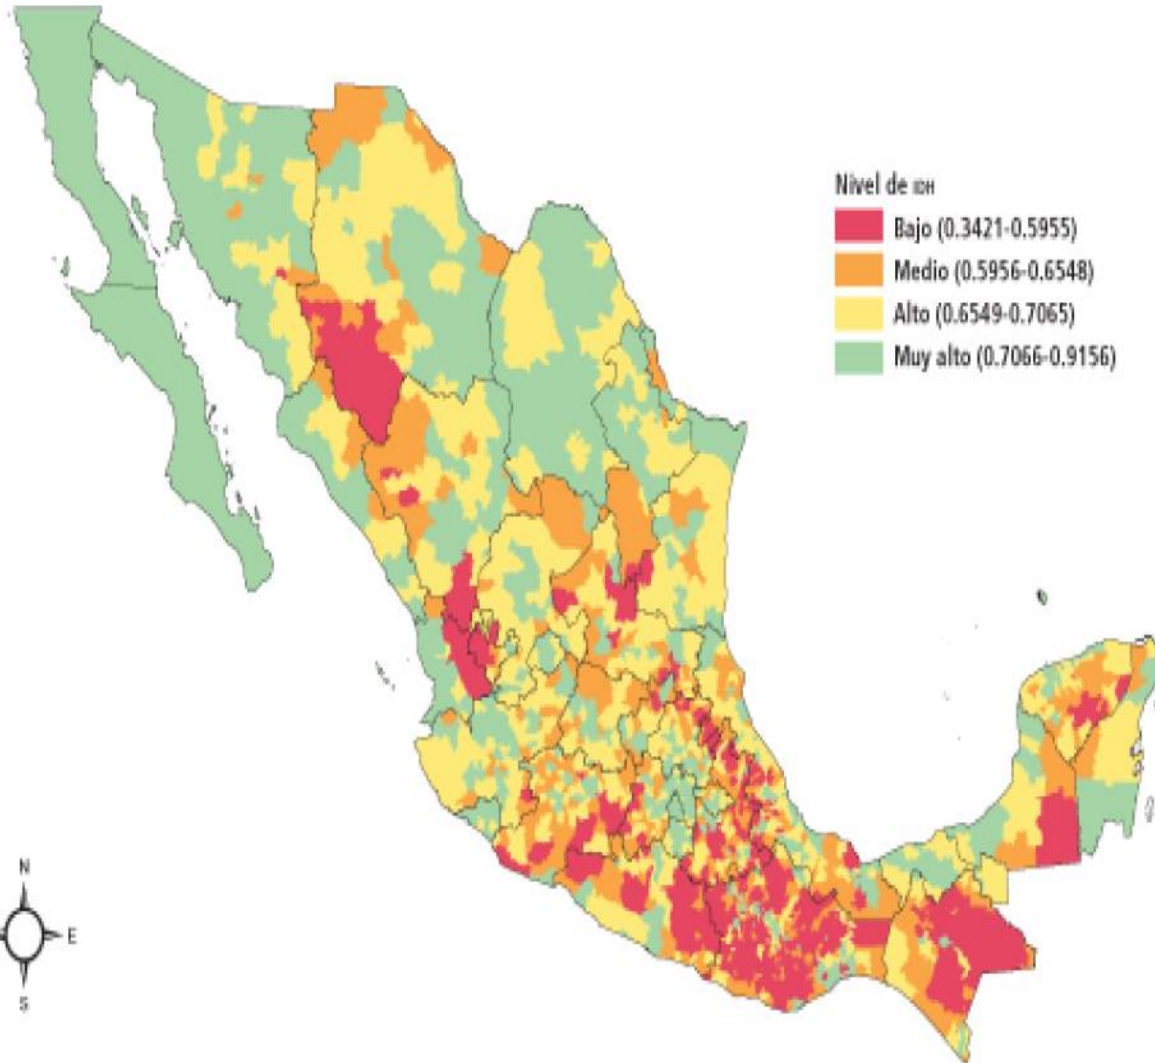 Nivel de IDH
Bajo (0.3421-0.5955)
Medio (0.5956-0.6548)
Alto (0.6549-0.7065)
Muy alto (0.7066-0.9156)
N
E
S